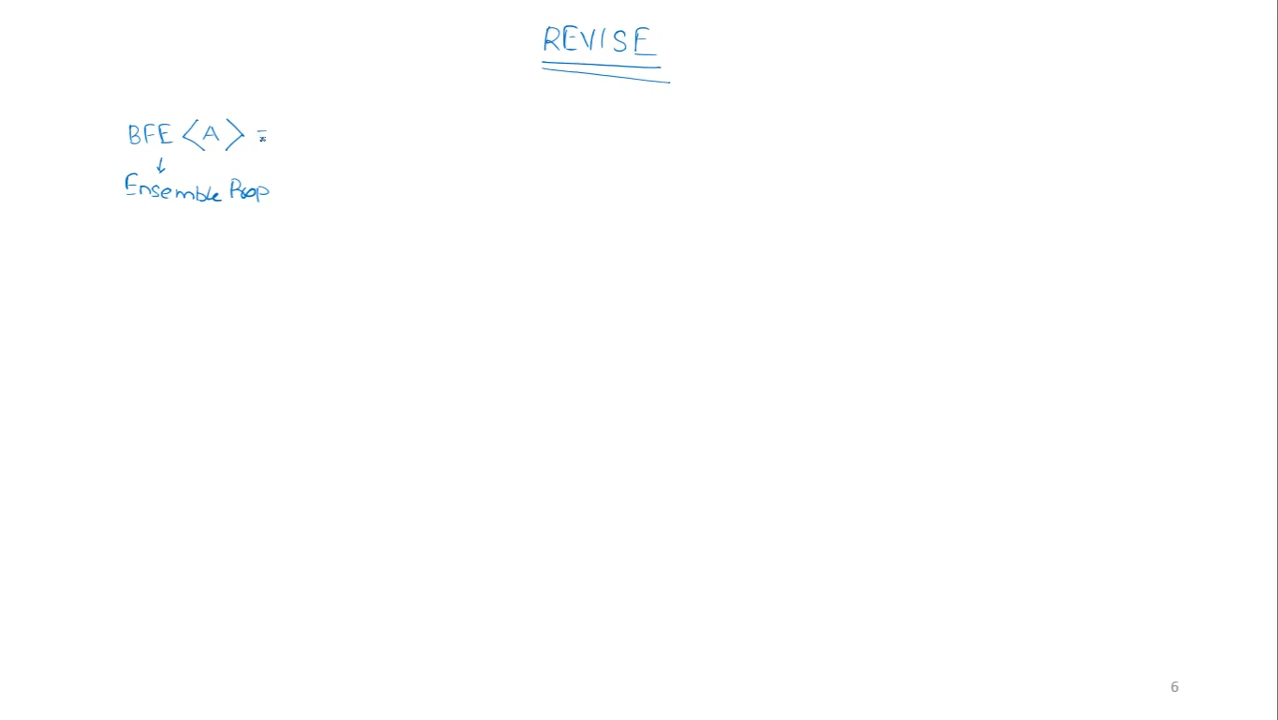 REVISE
BFE <A> =
↓
Ensemble Prop
6